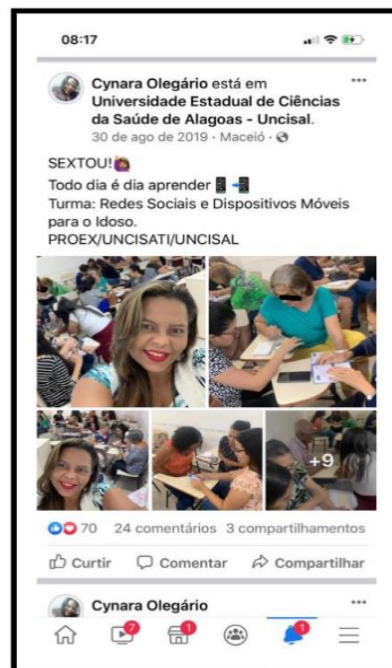 08:17
Cynara Olegário está em
Universidade Estadual de Ciências
da Saúde de Alagoas - Uncisal.
30 de ago de 2019 · Maceió ·
SEXTOU!
Todo dia é dia aprender
Turma: Redes Sociais e Dispositivos Móveis
para o Idoso.
PROEX/UNCISATI/UNCISAL
+9
70 24 comentários 3 compartilhamentos
Curtir Comentar Compartilhar
Cynara Olegário
7 1 1